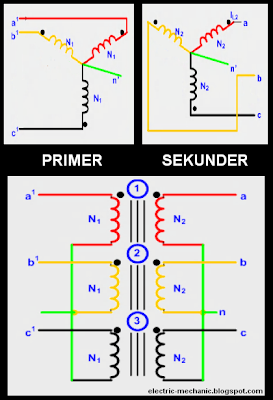 a¹ I_L2 a
b¹ N₁ N₁ N₂ N₂
n' n' b
N₁ N₂
c¹ c
PRIMER SEKUNDER
1
a¹ a
N₁ N₂
2
b¹ b
N₁ N₂
n
3
c¹ c
N₁ N₂
electric-mechanic.blogspot.com